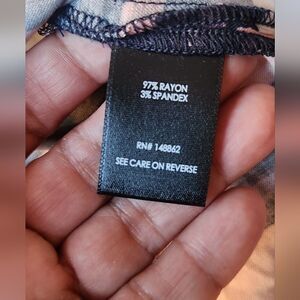 97% RAYON
3% SPANDEX
RN# 148862
SEE CARE ON REVERSE